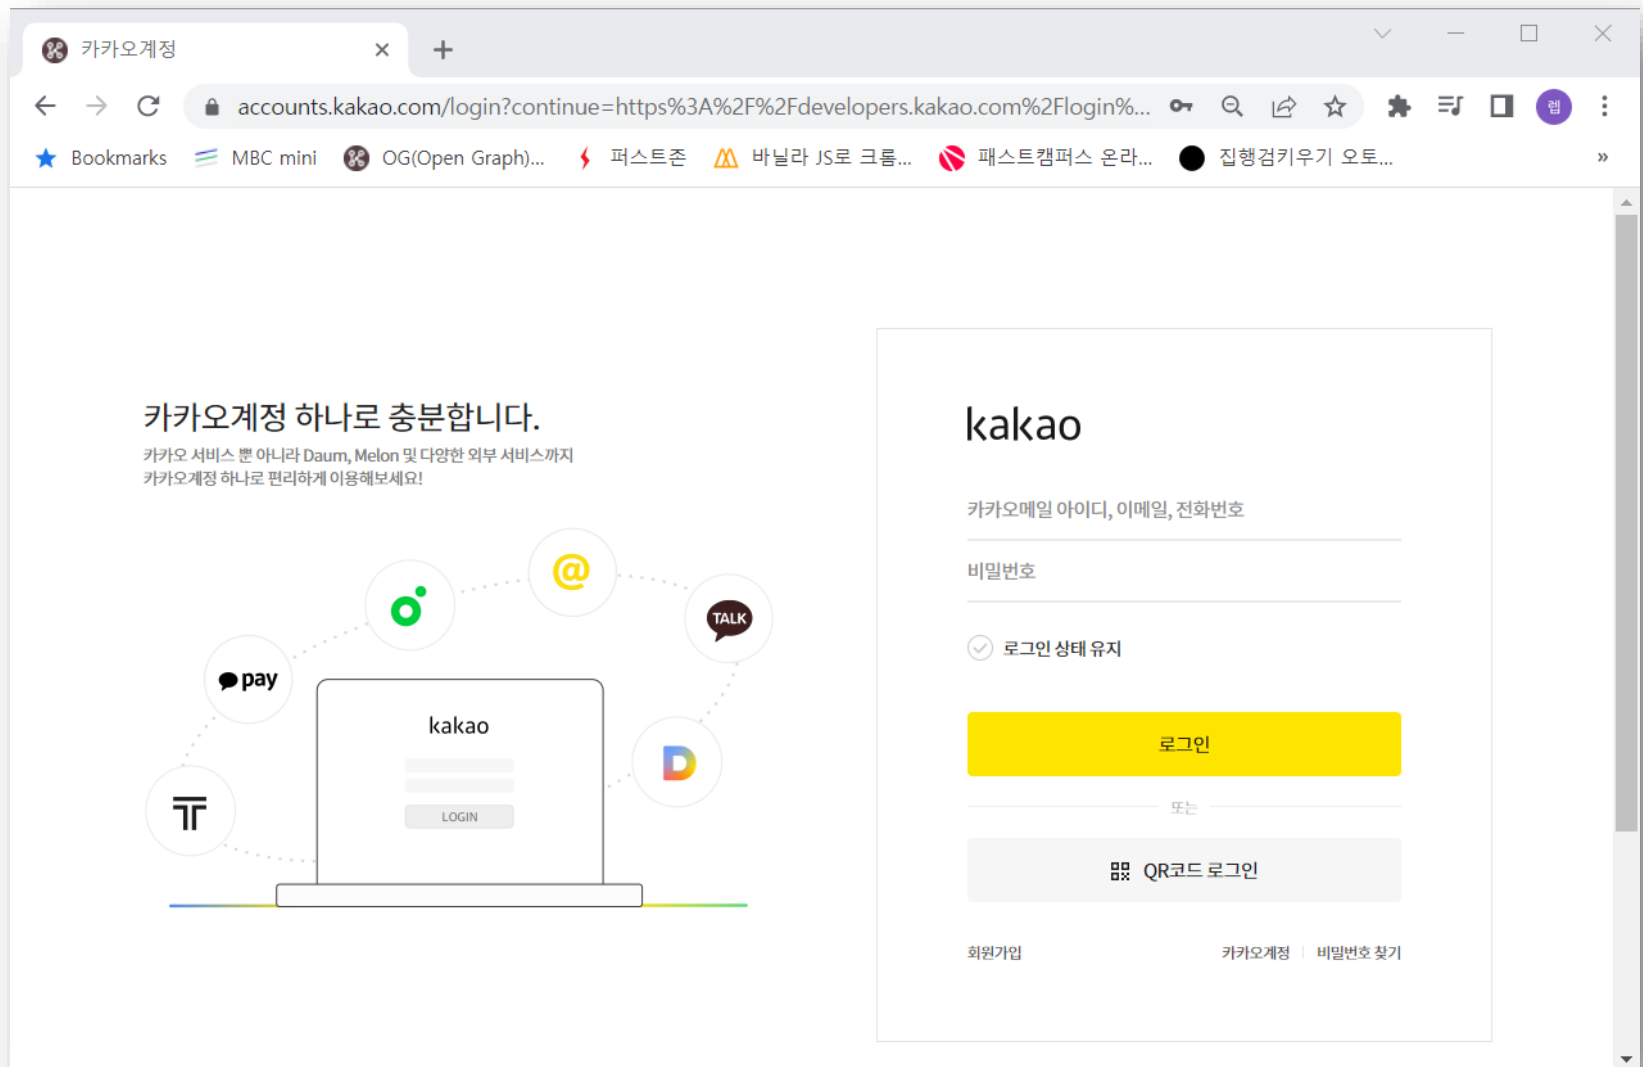 카카오계정
accounts.kakao.com/login?continue=https%3A%2F%2Fdevelopers.kakao.com%2Flogin%...
렙
Bookmarks MBC mini OG(Open Graph)... 퍼스트존 바닐라 JS로 크롬... 패스트캠퍼스 온라... 집행검키우기 오토... »
카카오계정 하나로 충분합니다.
카카오 서비스 뿐 아니라 Daum, Melon 및 다양한 외부 서비스까지
카카오계정 하나로 편리하게 이용해보세요!
@
TALK
pay
kakao
D
T
LOGIN
kakao
카카오메일 아이디, 이메일, 전화번호
비밀번호
로그인 상태 유지
로그인
또는
QR코드 로그인
회원가입 카카오계정 비밀번호 찾기